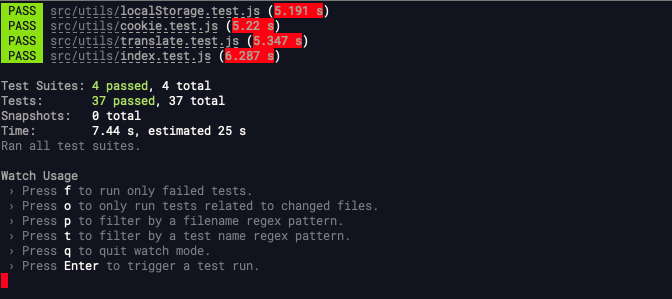 PASS src/utils/localStorage.test.js (5.191 s)
PASS src/utils/cookie.test.js (5.22 s)
PASS src/utils/translate.test.js (5.347 s)
PASS src/utils/index.test.js (6.287 s)
Test Suites: 4 passed, 4 total
Tests: 37 passed, 37 total
Snapshots: 0 total
Time: 7.44 s, estimated 25 s
Ran all test suites.
Watch Usage
› Press f to run only failed tests.
› Press o to only run tests related to changed files.
› Press p to filter by a filename regex pattern.
› Press t to filter by a test name regex pattern.
› Press q to quit watch mode.
› Press Enter to trigger a test run.